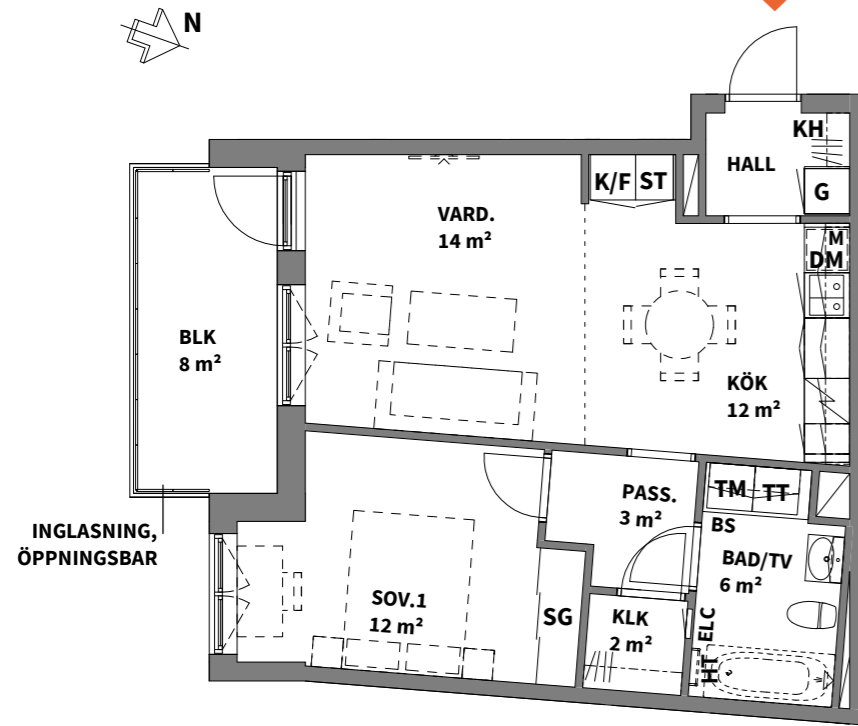 N
KH
HALL
G
K/F
ST
VARD.
14 m²
M
DM
BLK
8 m²
KÖK
12 m²
INGLASNING,
ÖPPNINGSBAR
PASS.
3 m²
TM
TT
BS
BAD/TV
6 m²
SOV.1
12 m²
SG
KLK
2 m²
ELC
HT